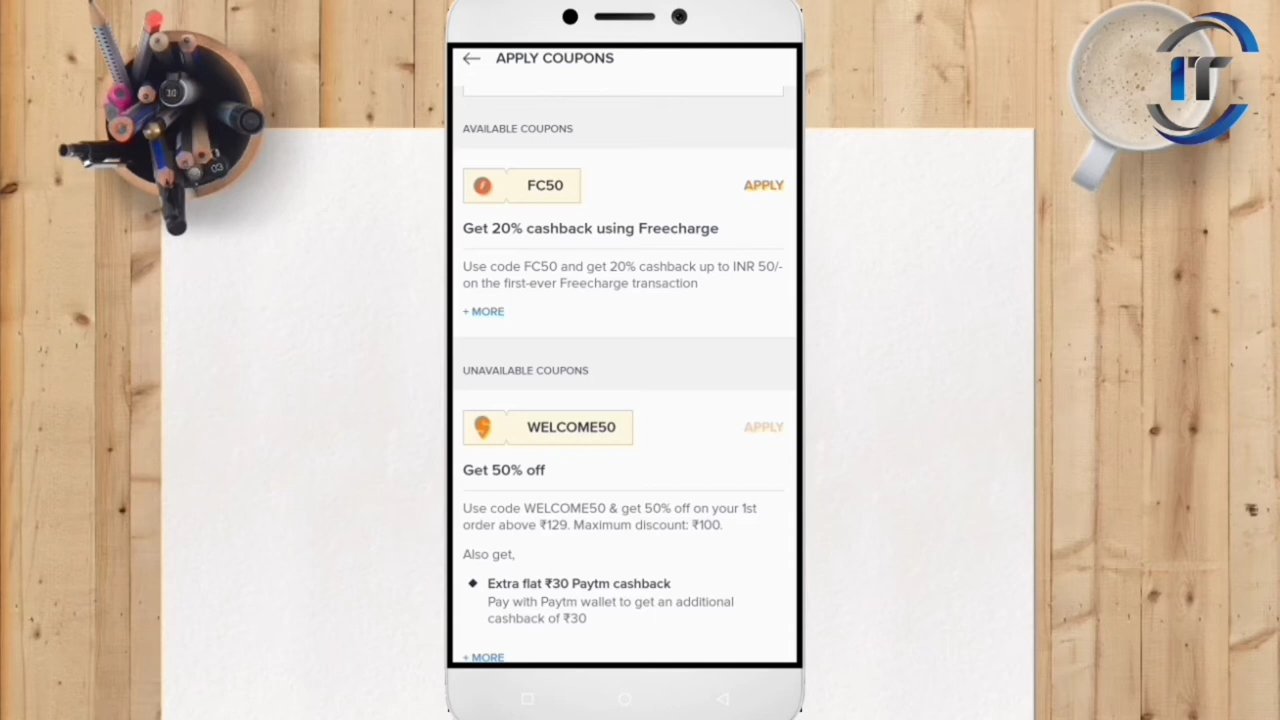 APPLY COUPONS
AVAILABLE COUPONS
FC50
APPLY
Get 20% cashback using Freecharge
Use code FC50 and get 20% cashback up to INR 50/-
on the first-ever Freecharge transaction
+ MORE
UNAVAILABLE COUPONS
WELCOME50
APPLY
Get 50% off
Use code WELCOME50 & get 50% off on your 1st
order above ₹129. Maximum discount: ₹100.
Also get,
Extra flat ₹30 Paytm cashback
Pay with Paytm wallet to get an additional
cashback of ₹30
+ MORE
IT
10
03